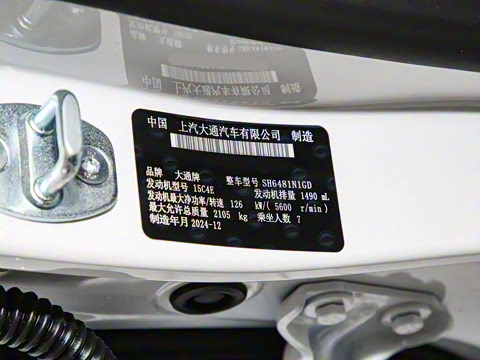 中国 上汽大通汽车有限公司 制造
品牌 大通牌 整车型号 SH6481N1GD
发动机型号 15C4E 发动机排量 1490 mL
发动机最大净功率/转速 126 kW/( 5600 r/min)
最大允许总质量 2105 kg 乘坐人数 7
制造年月 2024-12